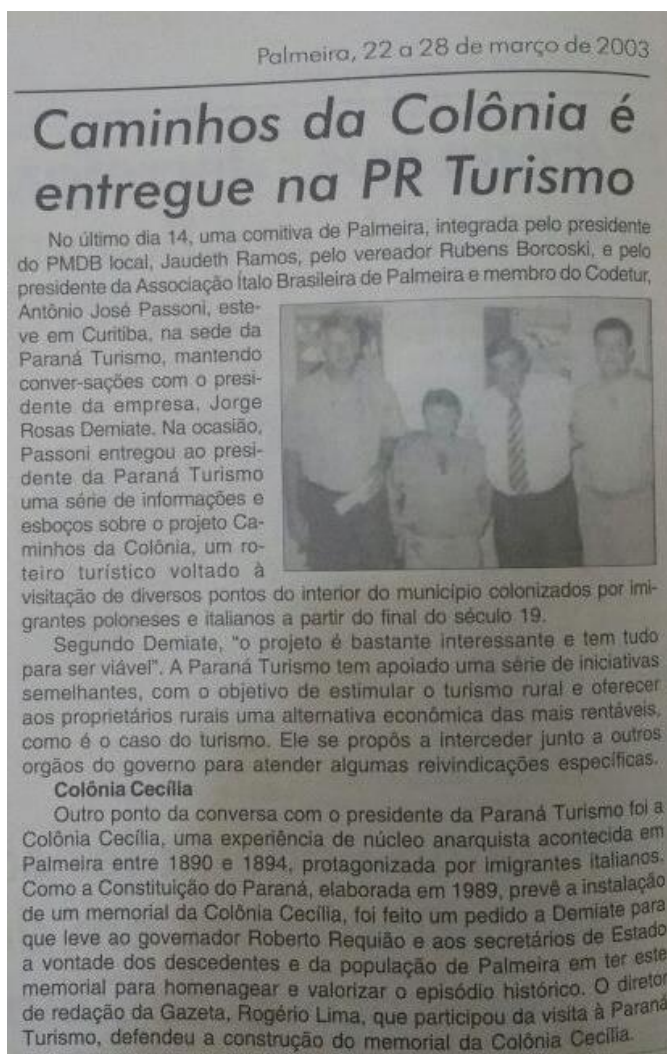 Palmeira, 22 a 28 de março de 2003
Caminhos da Colônia é
entregue na PR Turismo
No último dia 14, uma comitiva de Palmeira, integrada pelo presidente
do PMDB local, Jaudeth Ramos, pelo vereador Rubens Borcoski, e pelo
presidente da Associação Ítalo Brasileira de Palmeira e membro do Codetur,
Antônio José Passoni, este-
ve em Curitiba, na sede da
Paraná Turismo, mantendo
conver-sações com o presi-
dente da empresa, Jorge
Rosas Demiate. Na ocasião,
Passoni entregou ao presi-
dente da Paraná Turismo
uma série de informações e
esboços sobre o projeto Ca-
minhos da Colônia, um ro-
teiro turístico voltado à
visitação de diversos pontos do interior do município colonizados por imi-
grantes poloneses e italianos a partir do final do século 19.
Segundo Demiate, “o projeto é bastante interessante e tem tudo
para ser viável”. A Paraná Turismo tem apoiado uma série de iniciativas
semelhantes, com o objetivo de estimular o turismo rural e oferecer
aos proprietários rurais uma alternativa econômica das mais rentáveis,
como é o caso do turismo. Ele se propôs a interceder junto a outros
orgãos do governo para atender algumas reivindicações específicas.
Colônia Cecília
Outro ponto da conversa com o presidente da Paraná Turismo foi a
Colônia Cecília, uma experiência de núcleo anarquista acontecida em
Palmeira entre 1890 e 1894, protagonizada por imigrantes italianos.
Como a Constituição do Paraná, elaborada em 1989, prevê a instalação
de um memorial da Colônia Cecília, foi feito um pedido a Demiate para
que leve ao governador Roberto Requião e aos secretários de Estado
a vontade dos descedentes e da população de Palmeira em ter este
memorial para homenagear e valorizar o episódio histórico. O diretor
de redação da Gazeta, Rogério Lima, que participou da visita à Paraná
Turismo, defendeu a construção do memorial da Colônia Cecília.